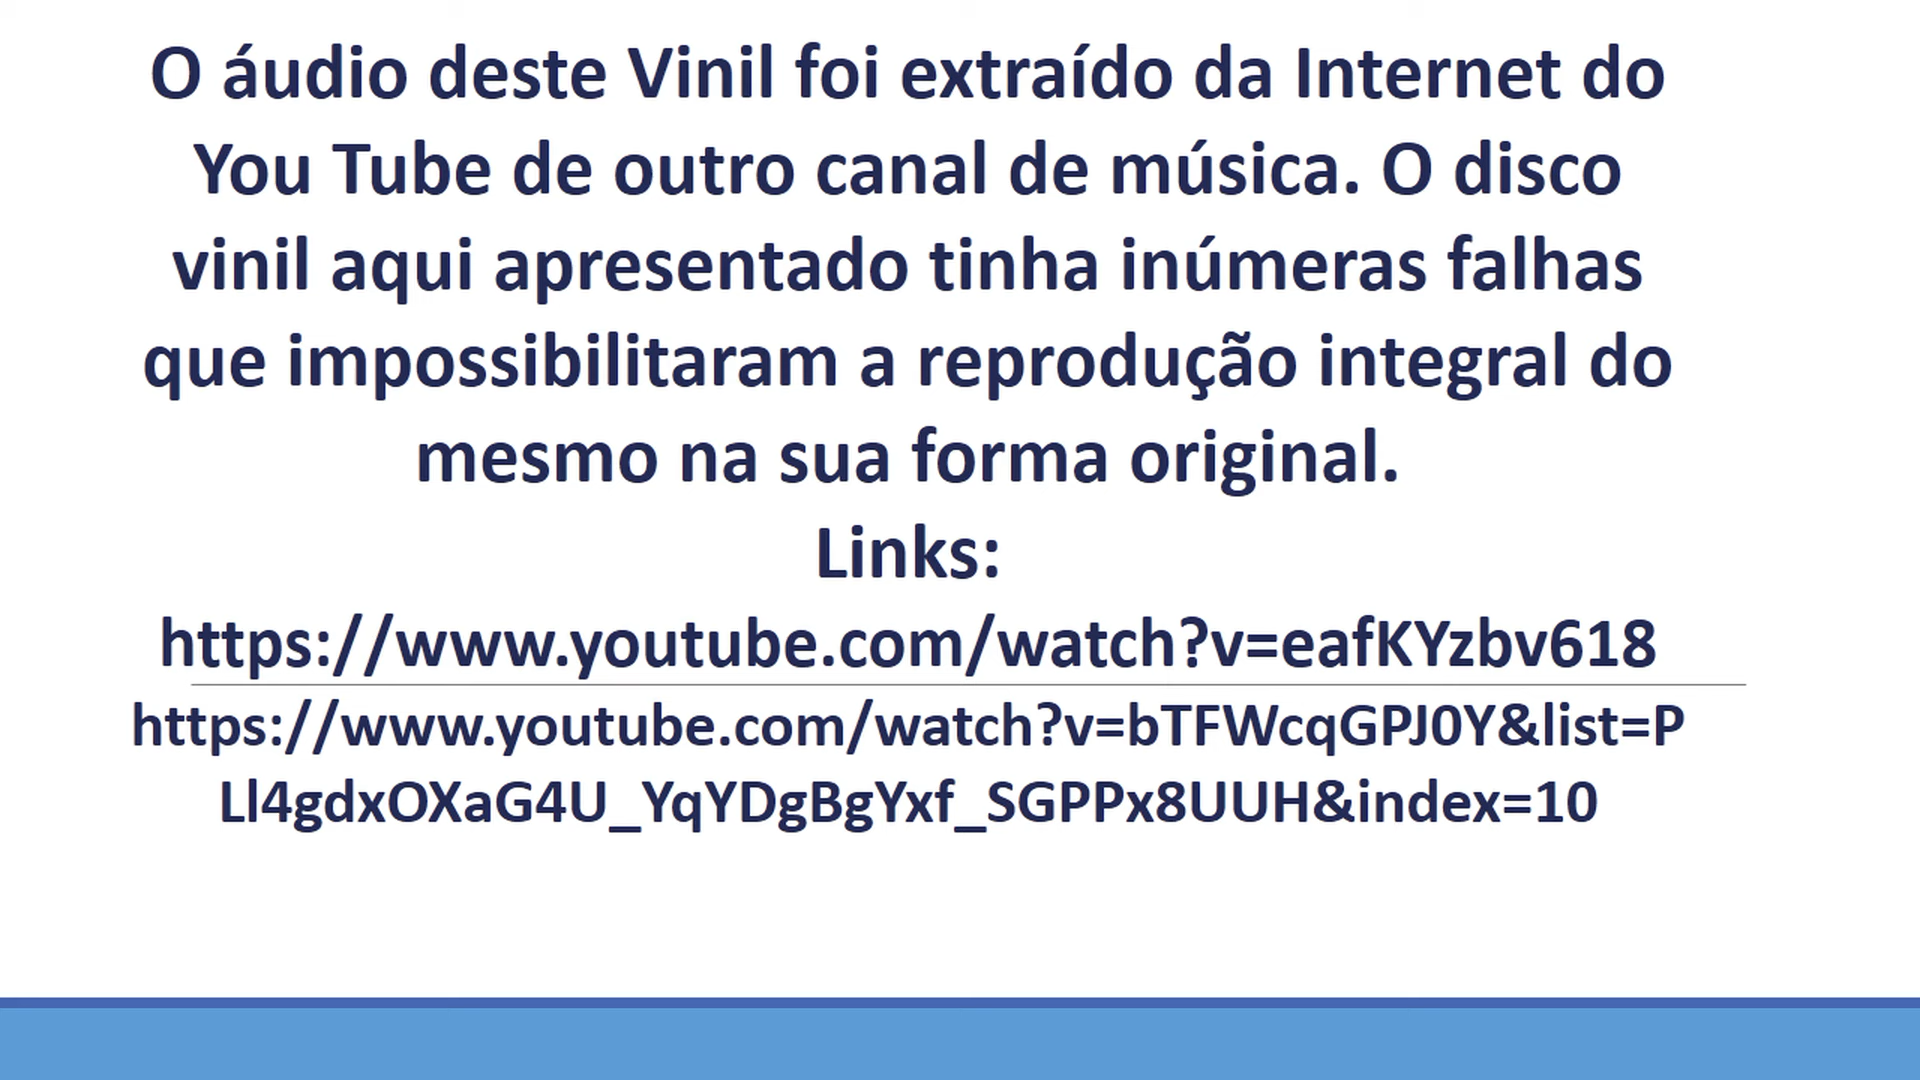 O áudio deste Vinil foi extraído da Internet do
You Tube de outro canal de música. O disco
vinil aqui apresentado tinha inúmeras falhas
que impossibilitaram a reprodução integral do
mesmo na sua forma original.
Links:
https://www.youtube.com/watch?v=eafKYzbv618
https://www.youtube.com/watch?v=bTFWcqGPJ0Y&list=P
Ll4gdxOXaG4U_YqYDgBgYxf_SGPPx8UUH&index=10